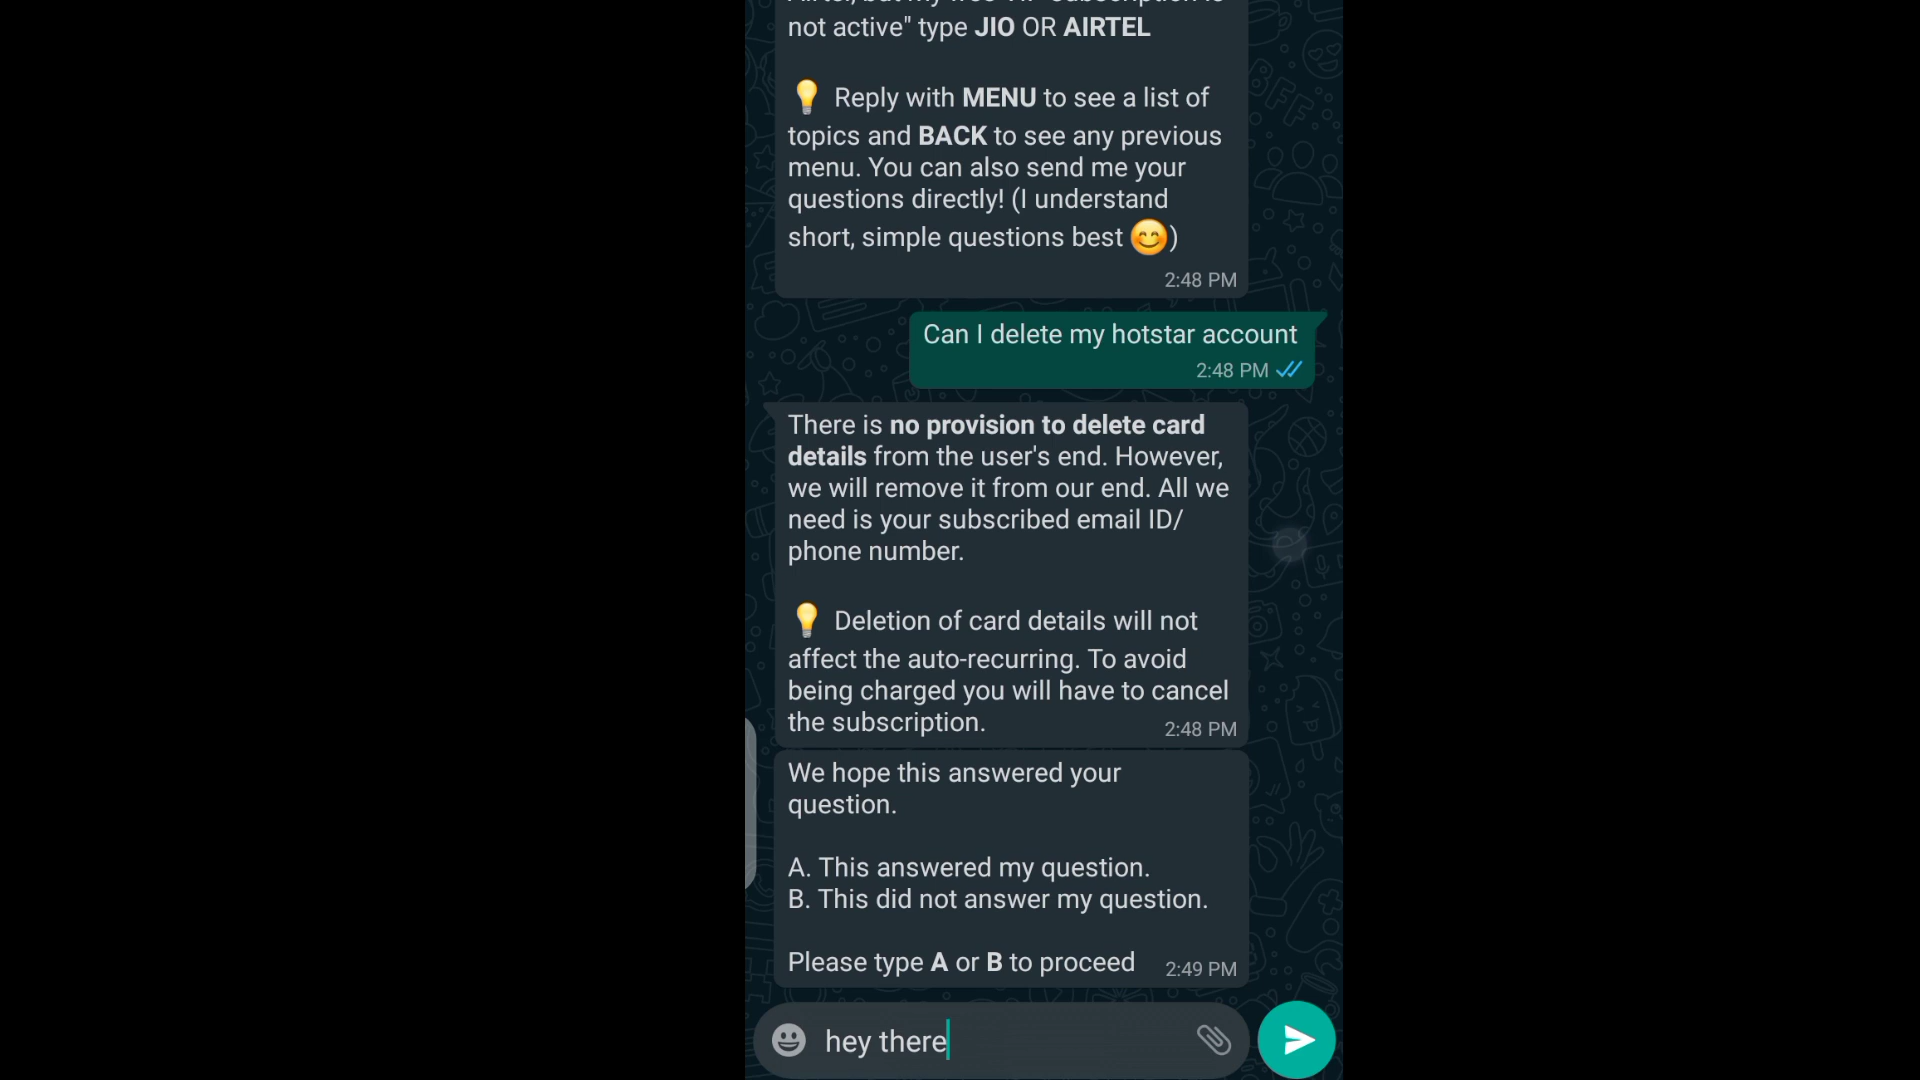 not active" type JIO OR AIRTEL
💡 Reply with MENU to see a list of
topics and BACK to see any previous
menu. You can also send me your
questions directly! (I understand
short, simple questions best 😊)
2:48 PM
Can I delete my hotstar account
2:48 PM
There is no provision to delete card
details from the user's end. However,
we will remove it from our end. All we
need is your subscribed email ID/
phone number.
💡 Deletion of card details will not
affect the auto-recurring. To avoid
being charged you will have to cancel
the subscription. 2:48 PM
We hope this answered your
question.
A. This answered my question.
B. This did not answer my question.
Please type A or B to proceed 2:49 PM
hey there